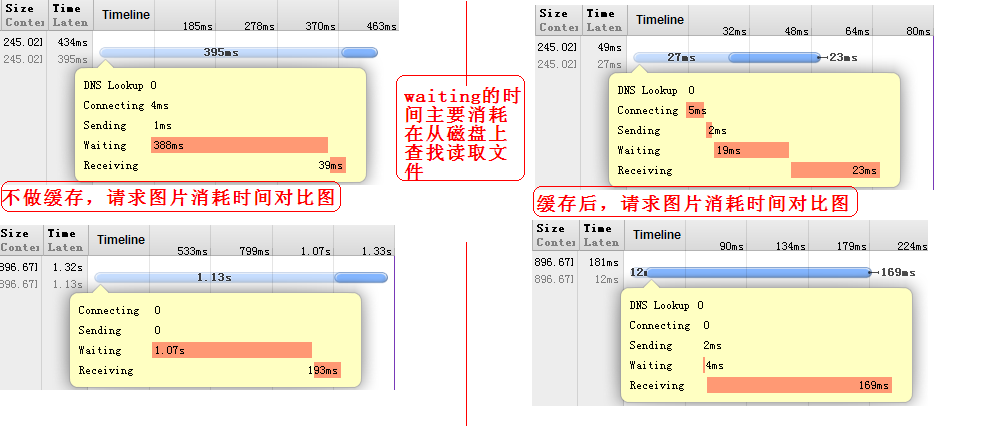 Size Time Timeline
Conter Laten 185ms 278ms 370ms 463ms
245.02] 434ms
245.02] 395ms 395ms
DNS Lookup 0
Connecting 4ms
Sending 1ms
Waiting 388ms
Receiving 39ms
不做缓存，请求图片消耗时间对比图
waiting的时
间主要消耗
在从磁盘上
查找读取文
件
Size Time Timeline
Conter Laten 32ms 48ms 64ms 80ms
245.02] 49ms
245.02] 27ms 27ms 23ms
DNS Lookup 0
Connecting 5ms
Sending 2ms
Waiting 19ms
Receiving 23ms
缓存后，请求图片消耗时间对比图
Size Time Timeline
Conter Laten 533ms 799ms 1.07s 1.33s
896.67] 1.32s
896.67] 1.13s 1.13s
Connecting 0
Sending 0
Waiting 1.07s
Receiving 193ms
Size Time Timeline
Conter Laten 90ms 134ms 179ms 224ms
896.67] 181ms
896.67] 12ms 12m 169ms
DNS Lookup 0
Connecting 0
Sending 2ms
Waiting 4ms
Receiving 169ms